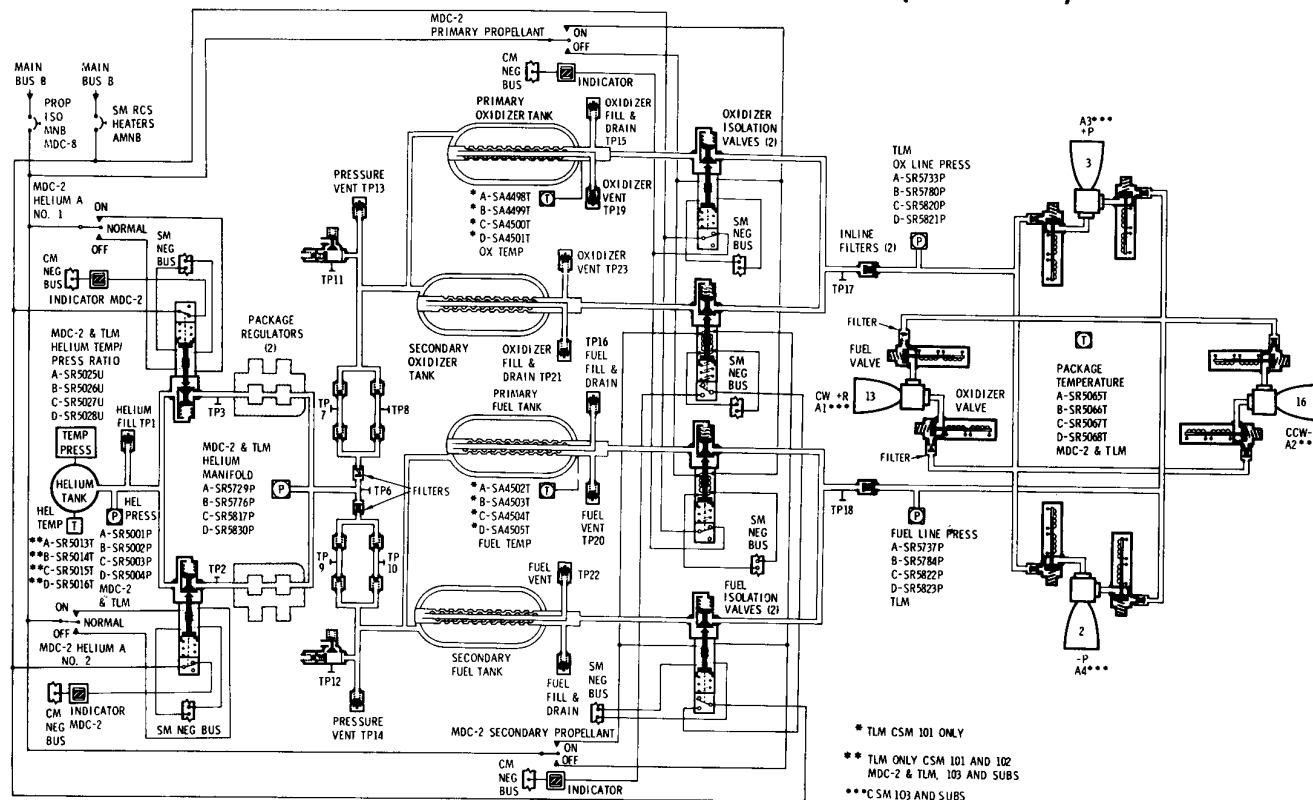 MDC-2
PRIMARY PROPELLANT
ON
OFF
CM
NEG
BUS
INDICATOR
MAIN
BUS B
MAIN
BUS B
PROP
ISO
MNB
MDC-8
SM RCS
HEATERS
AMNB
PRIMARY
OXIDIZER TANK
OXIDIZER
FILL &
DRAIN
TP15
OXIDIZER
ISOLATION
VALVES (2)
A3***
+P
3
TLM
OX LINE PRESS
A-SR5733P
B-SR5780P
C-SR5820P
D-SR5821P
PRESSURE
VENT TP13
* A-SA4498T
* B-SA4499T
* C-SA4500T
* D-SA4501T
OX TEMP
T
OXIDIZER
VENT
TP19
MDC-2
HELIUM A
NO. 1
ON
NORMAL
OFF
SM
NEG
BUS
CM
NEG
BUS
INDICATOR MDC-2
TP11
OXIDIZER
VENT TP23
SM
NEG
BUS
INLINE
FILTERS (2)
P
TP17
MDC-2 & TLM
HELIUM TEMP/
PRESS RATIO
A-SR5025U
B-SR5026U
C-SR5027U
D-SR5028U
PACKAGE
REGULATORS
(2)
SECONDARY
OXIDIZER
TANK
OXIDIZER
FILL &
DRAIN TP21
TP16
FUEL
FILL &
DRAIN
SM
NEG
BUS
FILTER
FUEL
VALVE
T
PACKAGE
TEMPERATURE
A-SR5065T
B-SR5066T
C-SR5067T
D-SR5068T
MDC-2 & TLM
CW +R
A1***
13
OXIDIZER
VALVE
FILTER
16
CCW-
A2**
HELIUM
FILL TP1
TP3
TP
7
TP8
PRIMARY
FUEL TANK
TEMP
PRESS
HELIUM
TANK
MDC-2 & TLM
HELIUM
MANIFOLD
A-SR5729P
B-SR5776P
C-SR5817P
D-SR5830P
P
TP6
FILTERS
* A-SA4502T
* B-SA4503T
* C-SA4504T
* D-SA4505T
FUEL TEMP
T
FUEL
VENT
TP20
SM
NEG
BUS
TP18
HEL
TEMP
T
**A-SR5013T
**B-SR5014T
**C-SR5015T
**D-SR5016T
P
HEL
PRESS
A-SR5001P
B-SR5002P
C-SR5003P
D-SR5004P
MDC-2
& TLM
TP2
TP
9
TP
10
P
FUEL LINE PRESS
A-SR5737P
B-SR5784P
C-SR5822P
D-SR5823P
TLM
FUEL
VENT
TP22
FUEL
ISOLATION
VALVES (2)
ON
NORMAL
OFF
MDC-2 HELIUM A
NO. 2
2
-P
A4***
TP12
SECONDARY
FUEL TANK
FUEL
FILL &
DRAIN
SM
NEG
BUS
CM
NEG
BUS
INDICATOR
MDC-2
SM NEG BUS
PRESSURE
VENT TP14
MDC-2 SECONDARY PROPELLANT
ON
OFF
CM
NEG
BUS
INDICATOR
* TLM CSM 101 ONLY
** TLM ONLY CSM 101 AND 102
MDC-2 & TLM, 103 AND SUBS
***CSM 103 AND SUBS